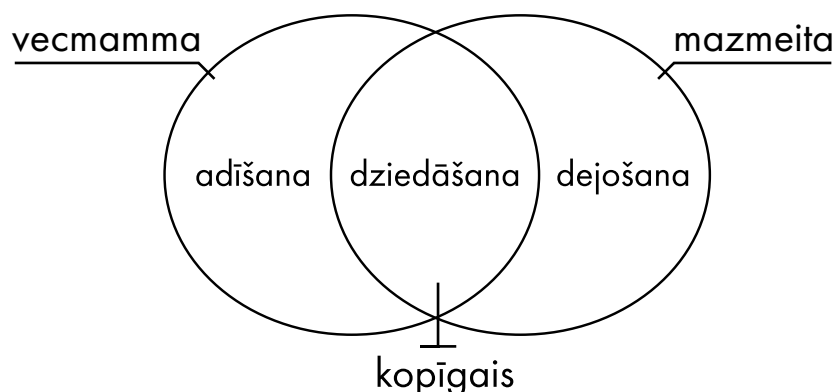 vecmamma
mazmeita
adīšana
dziedāšana
dejošana
kopīgais